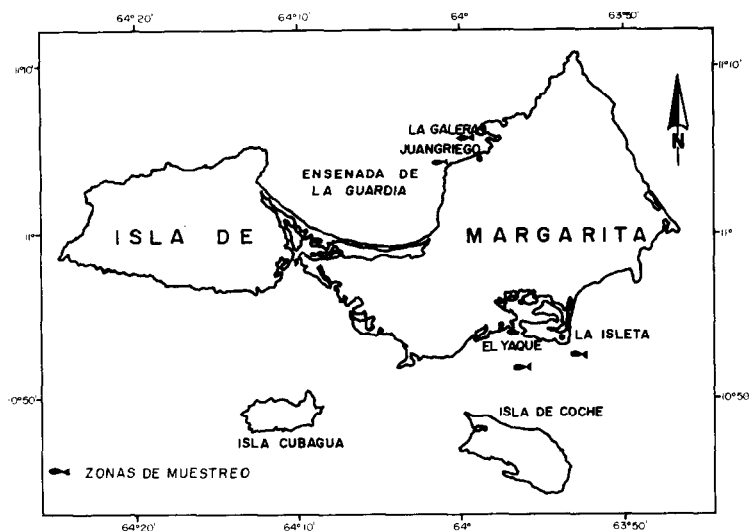 64°20' 64°10' 64° 63°50'
11°10' 11°10'
LA GALERA
JUANGRIEGO
N
ENSENADA DE
LA GUARDIA
ISLA DE MARGARITA
11° 11°
EL YAQUE LA ISLETA
10°50' 10°50'
ISLA DE COCHE
ISLA CUBAGUA
ZONAS DE MUESTREO
64°20' 64°10' 64° 63°50'